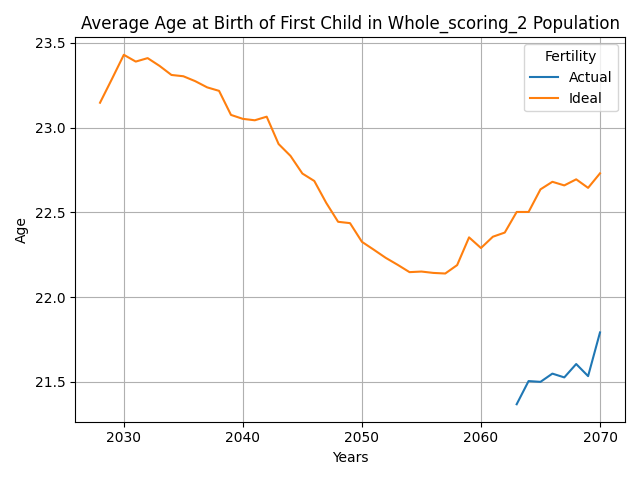 Average Age at Birth of First Child in Whole_scoring_2 Population
Fertility
Actual
Ideal
23.5
23.0
22.5
22.0
21.5
Age
2030 2040 2050 2060 2070
Years